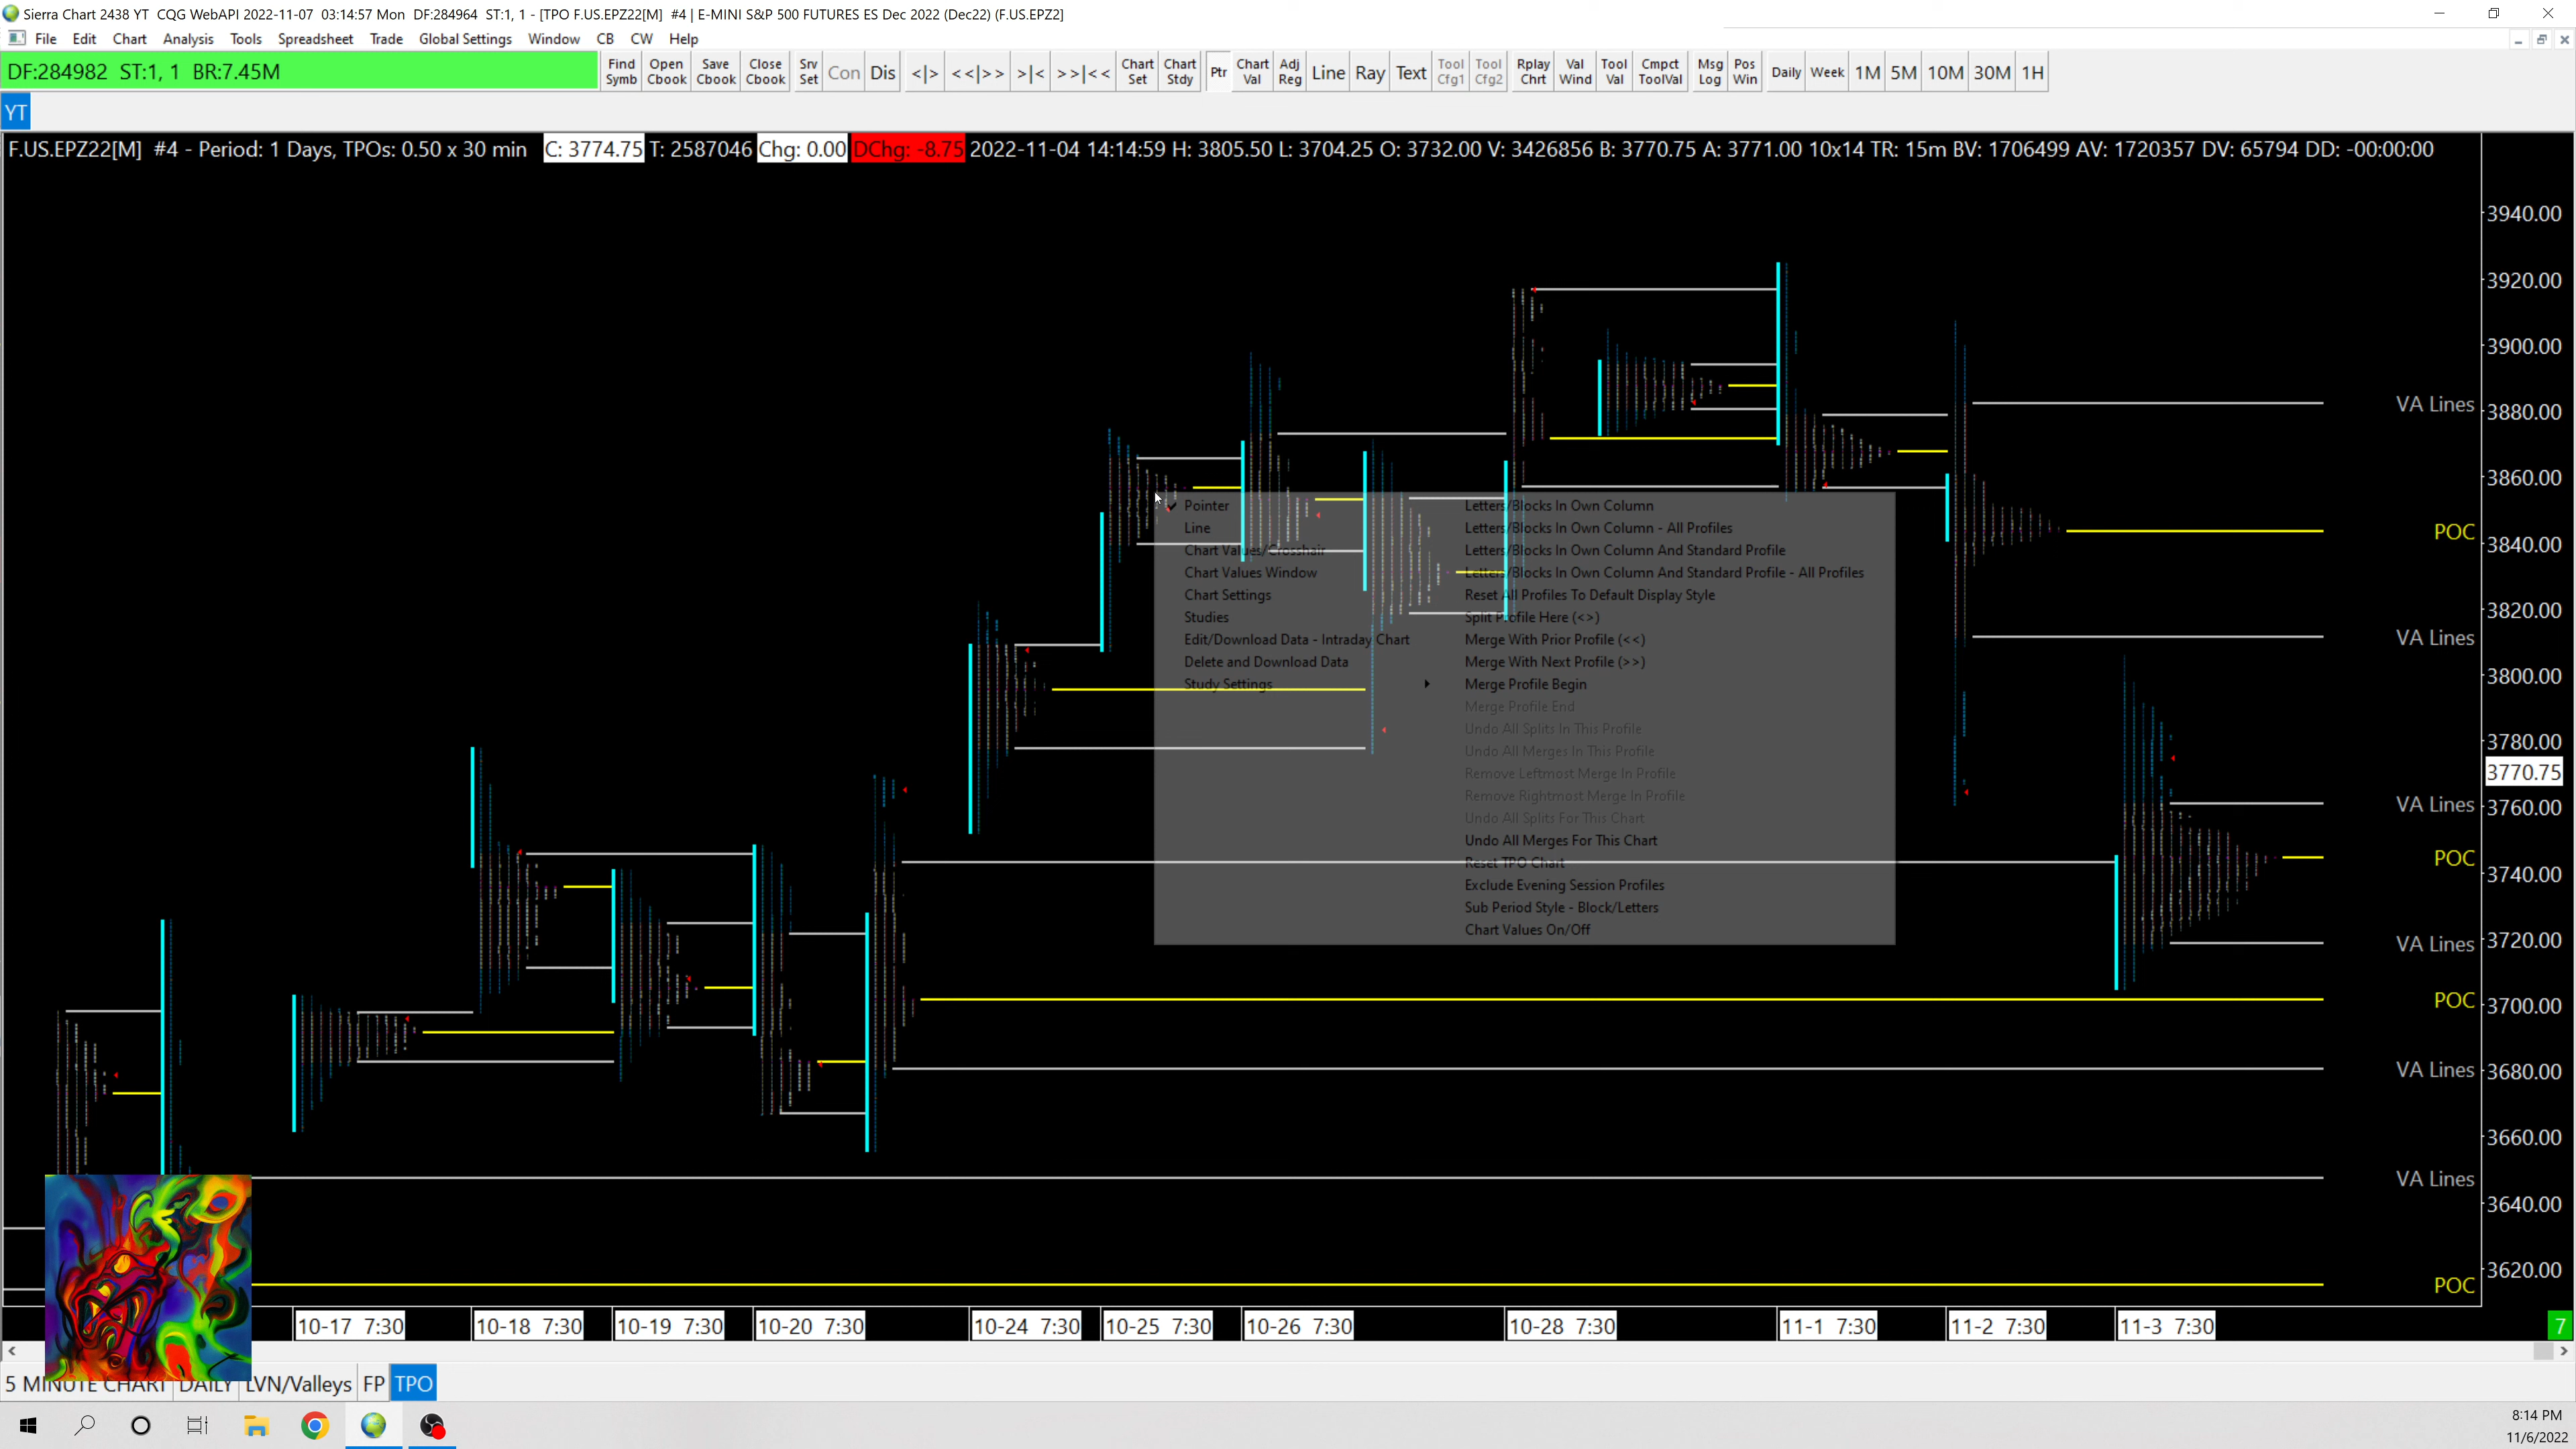 Sierra Chart 2438 YT  CQG WebAPI 2022-11-07  03:14:57 Mon  DF:284964  ST:1, 1 - [TPO F.US.EPZ22[M]  #4 | E-MINI S&P 500 FUTURES ES Dec 2022 (Dec22) (F.US.EPZ2]
File Edit Chart Analysis Tools Spreadsheet Trade Global Settings Window CB CW Help
DF:284982  ST:1, 1  BR:7.45M
Find Symb Open Cbook Save Cbook Close Cbook Srv Set Con Dis <|> <<|>> >|< >>|<< Chart Set Chart Stdy Ptr Chart Val Adj Reg Line Ray Text Tool Cfg1 Tool Cfg2 Rplay Chrt Val Wind Tool Val Cmpct ToolVal Msg Log Pos Win Daily Week 1M 5M 10M 30M 1H
YT
F.US.EPZ22[M]  #4 - Period: 1 Days, TPOs: 0.50 x 30 min  C: 3774.75 T: 2587046 Chg: 0.00 DChg: -8.75 2022-11-04 14:14:59 H: 3805.50 L: 3704.25 O: 3732.00 V: 3426856 B: 3770.75 A: 3771.00 10x14 TR: 15m BV: 1706499 AV: 1720357 DV: 65794 DD: -00:00:00
3940.00
3920.00
3900.00
VA Lines
3880.00
3860.00
POC
3840.00
3820.00
VA Lines
3800.00
3780.00
3770.75
VA Lines
3760.00
POC
3740.00
VA Lines
3720.00
POC
3700.00
VA Lines
3680.00
3660.00
VA Lines
3640.00
3620.00
POC
Pointer
Line
Chart Values/Crosshair
Chart Values Window
Chart Settings
Studies
Edit/Download Data - Intraday Chart
Delete and Download Data
Study Settings
Letters/Blocks In Own Column
Letters/Blocks In Own Column - All Profiles
Letters/Blocks In Own Column And Standard Profile
Letters/Blocks In Own Column And Standard Profile - All Profiles
Reset All Profiles To Default Display Style
Split Profile Here (<>)
Merge With Prior Profile (<<)
Merge With Next Profile (>>)
Merge Profile Begin
Merge Profile End
Undo All Splits In This Profile
Undo All Merges In This Profile
Remove Leftmost Merge In Profile
Remove Rightmost Merge In Profile
Undo All Splits For This Chart
Undo All Merges For This Chart
Reset TPO Chart
Exclude Evening Session Profiles
Sub Period Style - Block/Letters
Chart Values On/Off
10-17  7:30 10-18  7:30 10-19  7:30 10-20  7:30 10-24  7:30 10-25  7:30 10-26  7:30 10-28  7:30 11-1  7:30 11-2  7:30 11-3  7:30 7
5 MINUTE CHART DAILY LVN/Valleys FP TPO
8:14 PM
11/6/2022